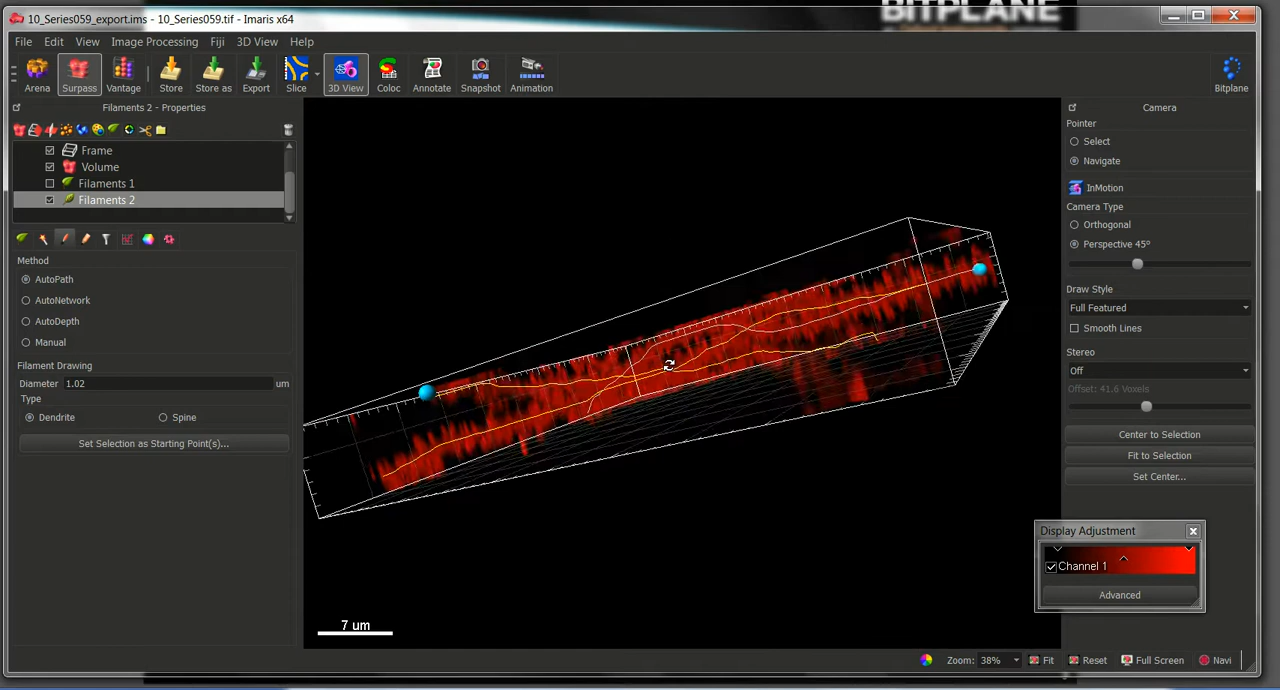 BITPLANE
10_Series059_export.ims - 10_Series059.tif - Imaris x64
File Edit View Image Processing Fiji 3D View Help
Arena Surpass Vantage Store Store as Export Slice 3D View Coloc Annotate Snapshot Animation Bitplane
Filaments 2 - Properties
Frame
Volume
Filaments 1
Filaments 2
Method
AutoPath
AutoNetwork
AutoDepth
Manual
Filament Drawing
Diameter 1.02 um
Type
Dendrite Spine
Set Selection as Starting Point(s)...
7 um
Camera
Pointer
Select
Navigate
InMotion
Camera Type
Orthogonal
Perspective 45º
Draw Style
Full Featured
Smooth Lines
Stereo
Off
Offset: 41.6 Voxels
Center to Selection
Fit to Selection
Set Center...
Display Adjustment
Channel 1
Advanced
Zoom: 38% Fit Reset Full Screen Navi